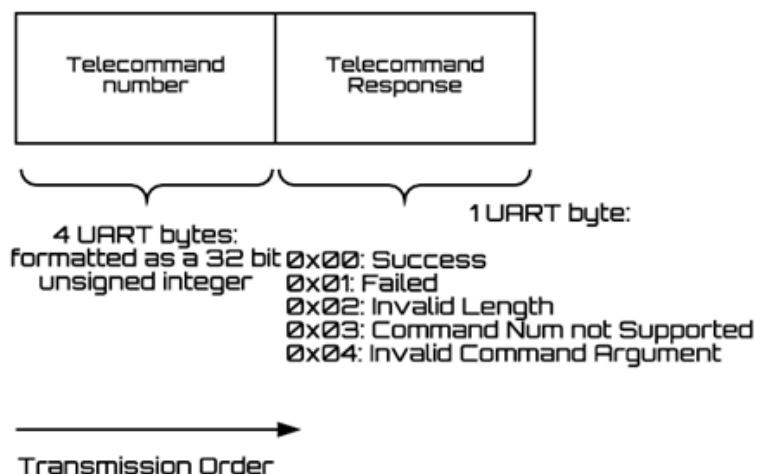 Telecommand
number
Telecommand
Response
4 UART bytes:
formatted as a 32 bit
unsigned integer
1 UART byte:
0x00: Success
0x01: Failed
0x02: Invalid Length
0x03: Command Num not Supported
0x04: Invalid Command Argument
Transmission Order